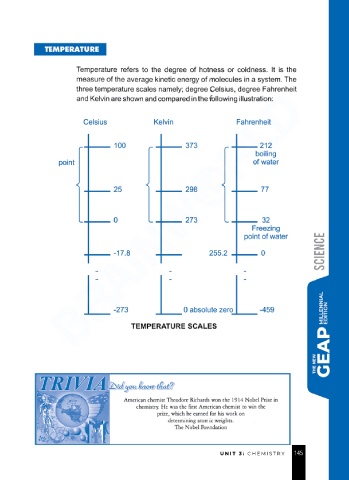 TEMPERATURE
Temperature refers to the degree of hotness or coldness. It is the
measure of the average kinetic energy of molecules in a system. The
three temperature scales namely; degree Celsius, degree Fahrenheit
and Kelvin are shown and compared in the following illustration:
Celsius Kelvin Fahrenheit
100 373 212
boiling
point of water
25 298 77
0 273 32
Freezing
point of water
-17.8 255.2 0
- - -
- - -
-273 0 absolute zero -459
TEMPERATURE SCALES
SCIENCE
THE NEW
GEAP MILLENNIAL
EDITION
TRIVIA Did you know that?
American chemist Theodore Richards won the 1914 Nobel Prize in
chemistry. He was the first American chemist to win the
prize, which he earned for his work on
determining atomic weights.
The Nobel Foundation
UNIT 3: CHEMISTRY 145